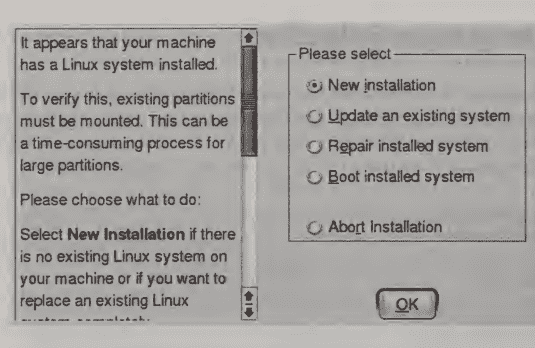 It appears that your machine
has a Linux system installed.
To verify this, existing partitions
must be mounted. This can be
a time-consuming process for
large partitions.
Please choose what to do:
Select New Installation if there
is no existing Linux system on
your machine or if you want to
replace an existing Linux
Please select
New installation
Update an existing system
Repair installed system
Boot installed system
Abort Installation
OK